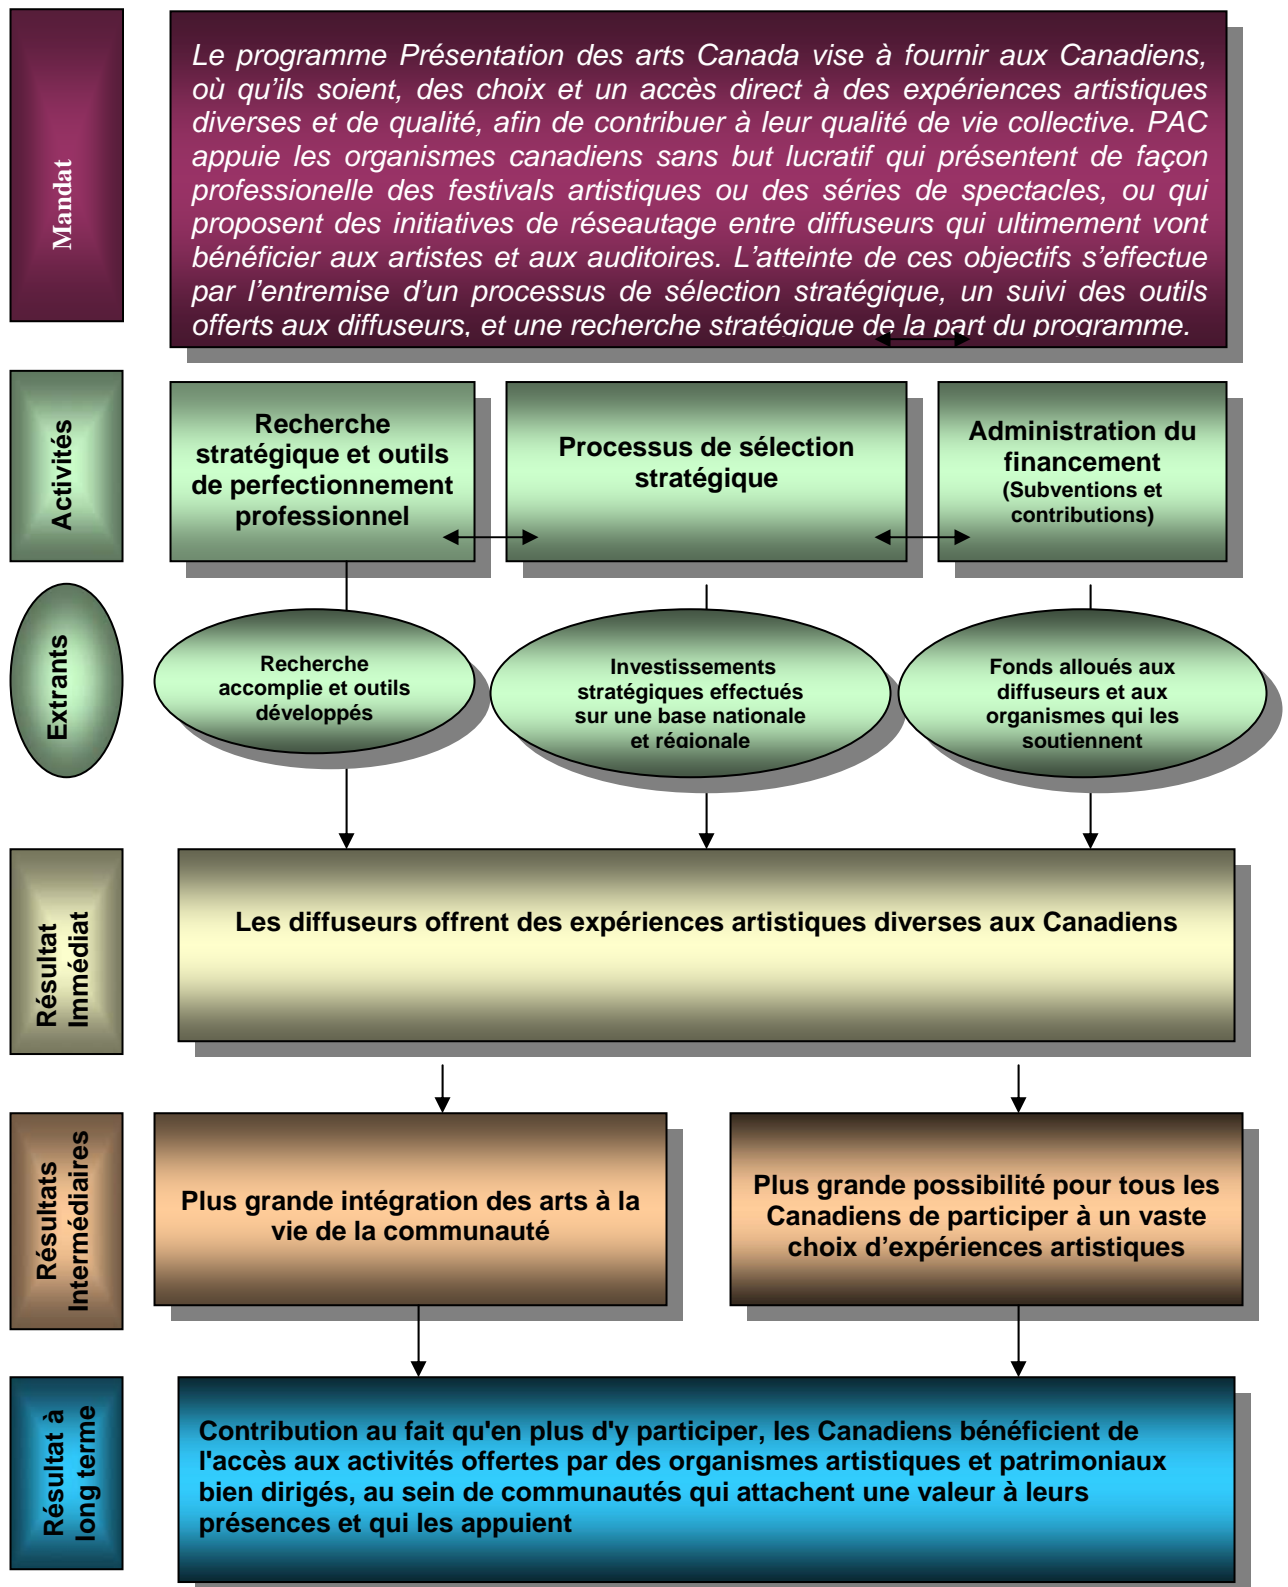 Mandat
Le programme Présentation des arts Canada vise à fournir aux Canadiens,
où qu'ils soient, des choix et un accès direct à des expériences artistiques
diverses et de qualité, afin de contribuer à leur qualité de vie collective. PAC
appuie les organismes canadiens sans but lucratif qui présentent de façon
professionelle des festivals artistiques ou des séries de spectacles, ou qui
proposent des initiatives de réseautage entre diffuseurs qui ultimement vont
bénéficier aux artistes et aux auditoires. L’atteinte de ces objectifs s’effectue
par l’entremise d’un processus de sélection stratégique, un suivi des outils
offerts aux diffuseurs, et une recherche stratégique de la part du programme.
Activités
Recherche
stratégique et outils
de perfectionnement
professionnel
Processus de sélection
stratégique
Administration du
financement
(Subventions et
contributions)
Extrants
Recherche
accomplie et outils
développés
Investissements
stratégiques effectués
sur une base nationale
et régionale
Fonds alloués aux
diffuseurs et aux
organismes qui les
soutiennent
Résultat
Immédiat
Les diffuseurs offrent des expériences artistiques diverses aux Canadiens
Résultats
Intermédiaires
Plus grande intégration des arts à la
vie de la communauté
Plus grande possibilité pour tous les
Canadiens de participer à un vaste
choix d’expériences artistiques
Résultat à
long terme
Contribution au fait qu'en plus d'y participer, les Canadiens bénéficient de
l'accès aux activités offertes par des organismes artistiques et patrimoniaux
bien dirigés, au sein de communautés qui attachent une valeur à leurs
présences et qui les appuient